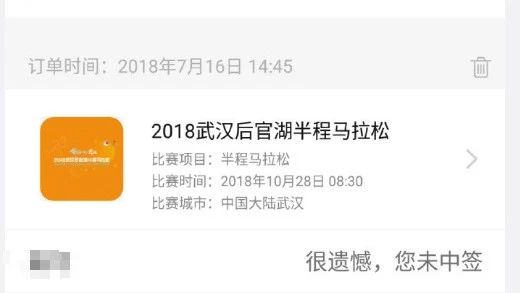 订单时间：2018年7月16日 14:45
2018武汉后官湖半程马拉松
比赛项目：半程马拉松
比赛时间：2018年10月28日 08:30
比赛城市：中国大陆武汉
很遗憾，您未中签